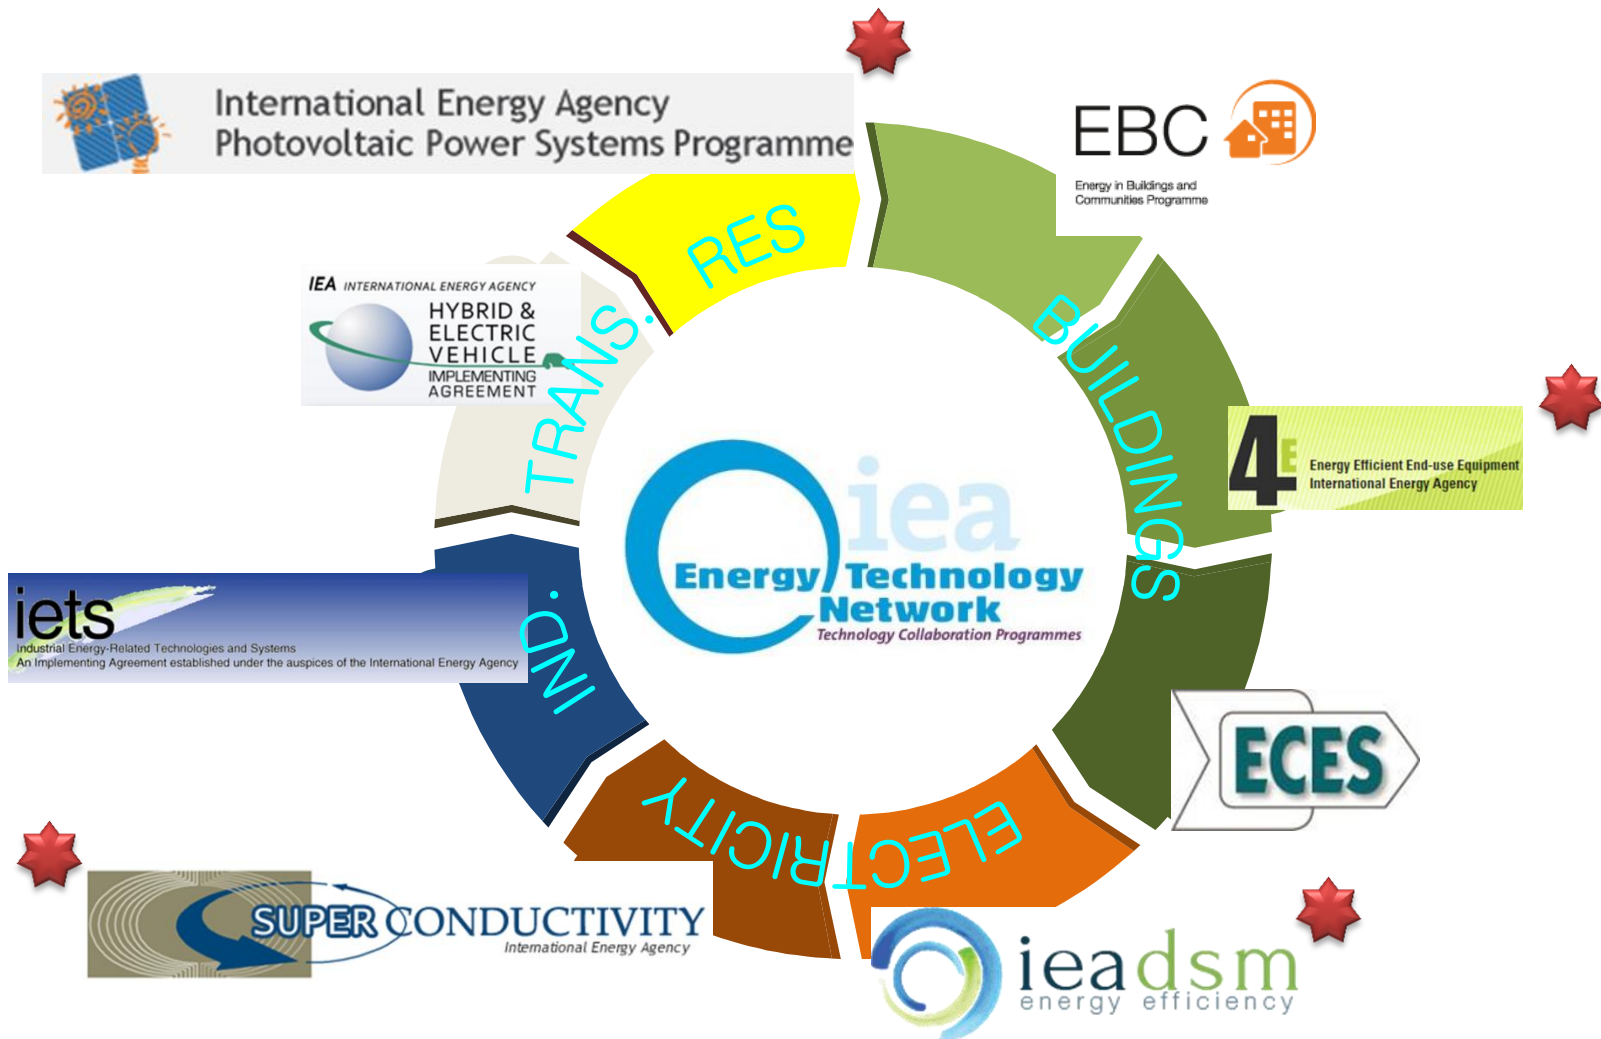 International Energy Agency
Photovoltaic Power Systems Programme
EBC
Energy in Buildings and
Communities Programme
RES
IEA INTERNATIONAL ENERGY AGENCY
HYBRID &
ELECTRIC
VEHICLE
IMPLEMENTING
AGREEMENT
TRANS.
BUILDINGS
4E
Energy Efficient End-use Equipment
International Energy Agency
iea
Energy Technology
Network
Technology Collaboration Programmes
iets
Industrial Energy-Related Technologies and Systems
An Implementing Agreement established under the auspices of the International Energy Agency
IND.
ECES
ELECTRICITY
SUPERCONDUCTIVITY
International Energy Agency
ieadsm
energy efficiency